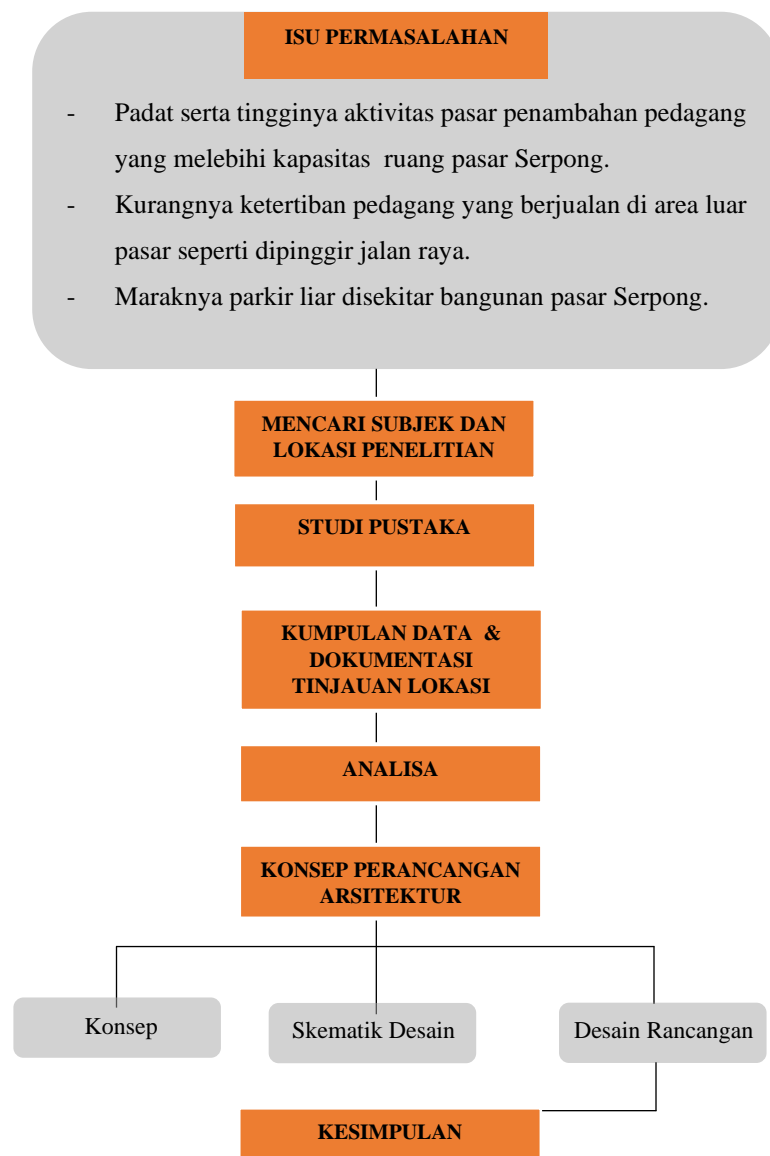 ISU PERMASALAHAN
- Padat serta tingginya aktivitas pasar penambahan pedagang
yang melebihi kapasitas ruang pasar Serpong.
- Kurangnya ketertiban pedagang yang berjualan di area luar
pasar seperti dipinggir jalan raya.
- Maraknya parkir liar disekitar bangunan pasar Serpong.
MENCARI SUBJEK DAN
LOKASI PENELITIAN
STUDI PUSTAKA
KUMPULAN DATA &
DOKUMENTASI
TINJAUAN LOKASI
ANALISA
KONSEP PERANCANGAN
ARSITEKTUR
Konsep
Skematik Desain
Desain Rancangan
KESIMPULAN